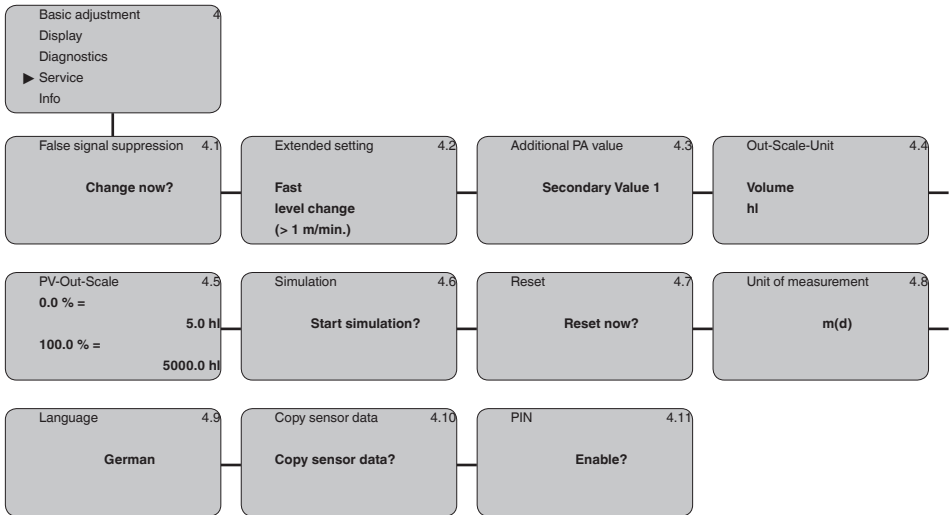 Basic adjustment 4
Display
Diagnostics
▶ Service
Info
False signal suppression 4.1
Change now?
Extended setting 4.2
Fast
level change
(> 1 m/min.)
Additional PA value 4.3
Secondary Value 1
Out-Scale-Unit 4.4
Volume
hl
PV-Out-Scale 4.5
0.0 % =
5.0 hl
100.0 % =
5000.0 hl
Simulation 4.6
Start simulation?
Reset 4.7
Reset now?
Unit of measurement 4.8
m(d)
Language 4.9
German
Copy sensor data 4.10
Copy sensor data?
PIN 4.11
Enable?